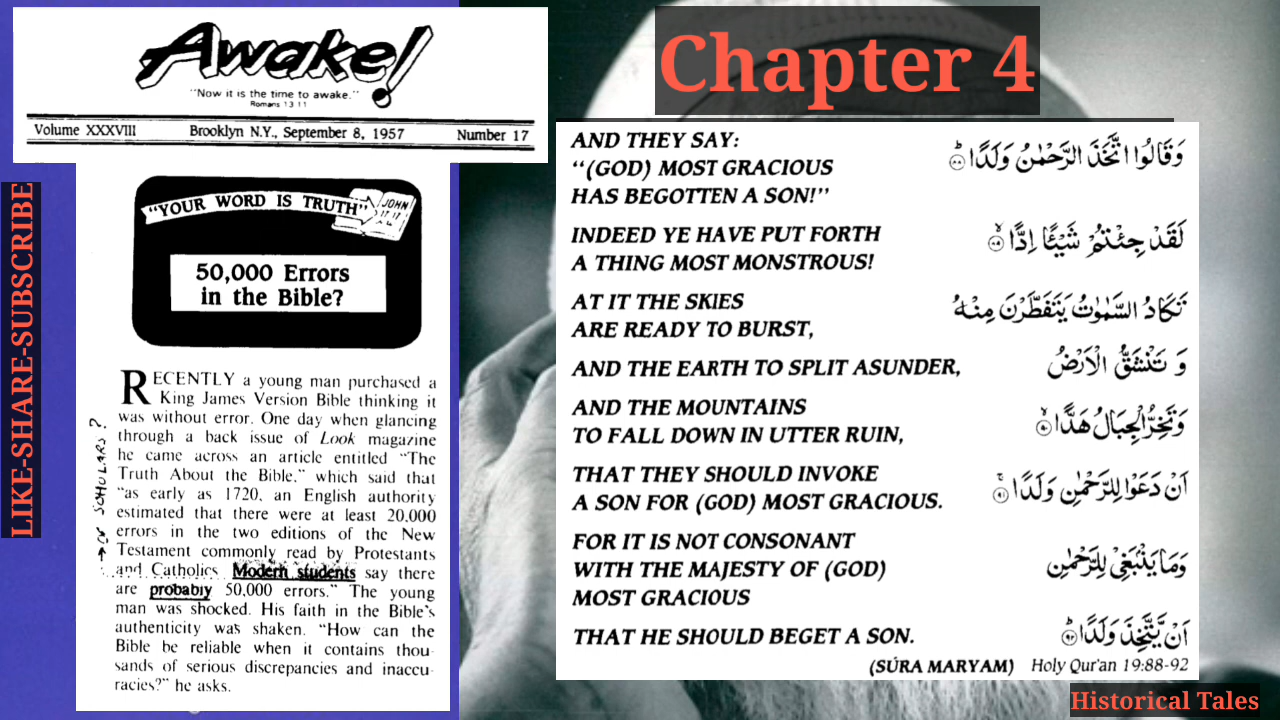 Awake!
"Now it is the time to awake."
Romans 13:11
Volume XXXVIII Brooklyn N.Y., September 8, 1957 Number 17
"YOUR WORD IS TRUTH"
JOHN
17:17
50,000 Errors
in the Bible?
RECENTLY a young man purchased a
King James Version Bible thinking it
was without error. One day when glancing
through a back issue of Look magazine
he came across an article entitled "The
Truth About the Bible," which said that
"as early as 1720, an English authority
estimated that there were at least 20,000
errors in the two editions of the New
Testament commonly read by Protestants
and Catholics. Modern students say there
are probably 50,000 errors." The young
man was shocked. His faith in the Bible's
authenticity was shaken. "How can the
Bible be reliable when it contains thou-
sands of serious discrepancies and inaccu-
racies?" he asks.
→ OR SCHOLARS?
LIKE-SHARE-SUBSCRIBE
Chapter 4
AND THEY SAY:
"(GOD) MOST GRACIOUS
HAS BEGOTTEN A SON!"
وَقَالُوا اتَّخَذَ الرَّحْمٰنُ وَلَدًا ۟ؕ
INDEED YE HAVE PUT FORTH
A THING MOST MONSTROUS!
لَقَدْ جِئْتُمْ شَيْئًا اِدًّا ۟ۙ
AT IT THE SKIES
ARE READY TO BURST,
تَكَادُ السَّمٰوٰتُ يَتَفَطَّرْنَ مِنْهُ
AND THE EARTH TO SPLIT ASUNDER,
وَ تَنْشَقُّ الْاَرْضُ
AND THE MOUNTAINS
TO FALL DOWN IN UTTER RUIN,
وَتَخِرُّ الْجِبَالُ هَدًّا ۟ۙ
THAT THEY SHOULD INVOKE
A SON FOR (GOD) MOST GRACIOUS.
اَنْ دَعَوْا لِلرَّحْمٰنِ وَلَدًا ۟ۚ
FOR IT IS NOT CONSONANT
WITH THE MAJESTY OF (GOD)
MOST GRACIOUS
وَمَا يَنْۢبَغِيْ لِلرَّحْمٰنِ
THAT HE SHOULD BEGET A SON.
اَنْ يَّتَّخِذَ وَلَدًا ۟ؕ
(SÚRA MARYAM) Holy Qur'an 19:88-92
Historical Tales